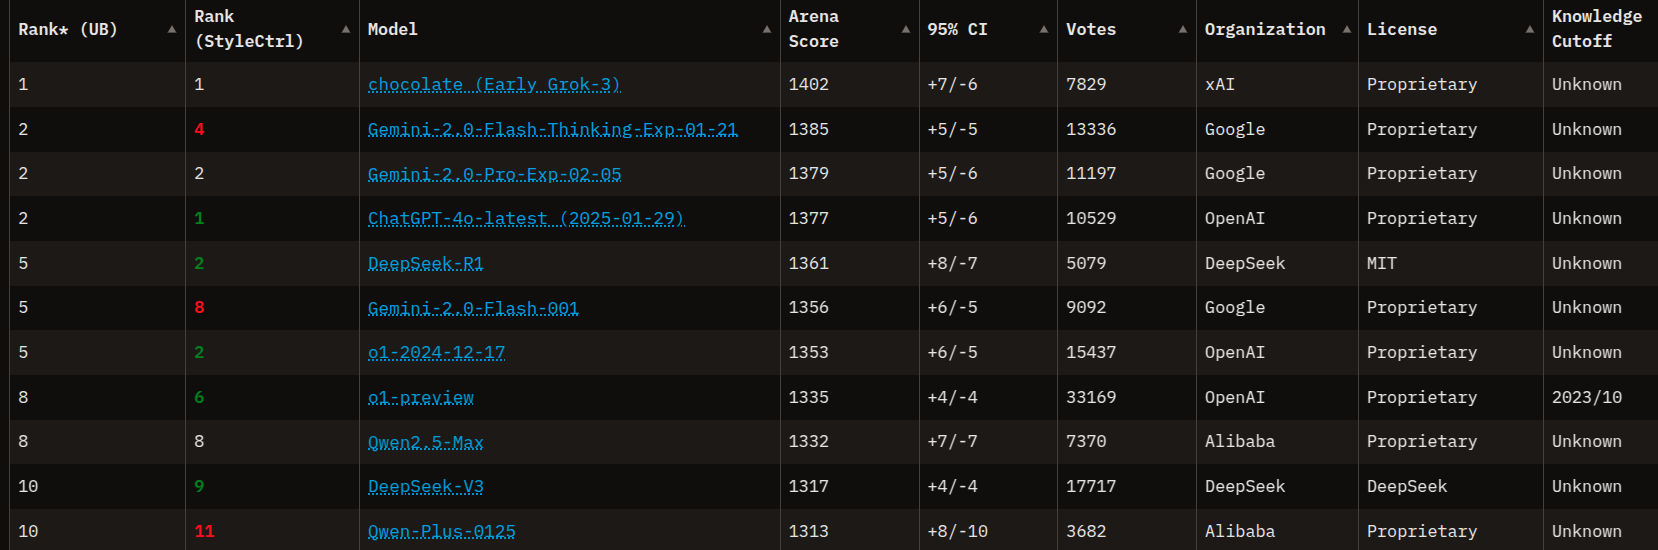 Rank* (UB) ▲ Rank (StyleCtrl) ▲ Model ▲ Arena Score ▲ 95% CI ▲ Votes ▲ Organization ▲ License ▲ Knowledge Cutoff
1 1 chocolate (Early Grok-3) 1402 +7/-6 7829 xAI Proprietary Unknown
2 4 Gemini-2.0-Flash-Thinking-Exp-01-21 1385 +5/-5 13336 Google Proprietary Unknown
2 2 Gemini-2.0-Pro-Exp-02-05 1379 +5/-6 11197 Google Proprietary Unknown
2 1 ChatGPT-4o-latest (2025-01-29) 1377 +5/-6 10529 OpenAI Proprietary Unknown
5 2 DeepSeek-R1 1361 +8/-7 5079 DeepSeek MIT Unknown
5 8 Gemini-2.0-Flash-001 1356 +6/-5 9092 Google Proprietary Unknown
5 2 o1-2024-12-17 1353 +6/-5 15437 OpenAI Proprietary Unknown
8 6 o1-preview 1335 +4/-4 33169 OpenAI Proprietary 2023/10
8 8 Qwen2.5-Max 1332 +7/-7 7370 Alibaba Proprietary Unknown
10 9 DeepSeek-V3 1317 +4/-4 17717 DeepSeek DeepSeek Unknown
10 11 Qwen-Plus-0125 1313 +8/-10 3682 Alibaba Proprietary Unknown